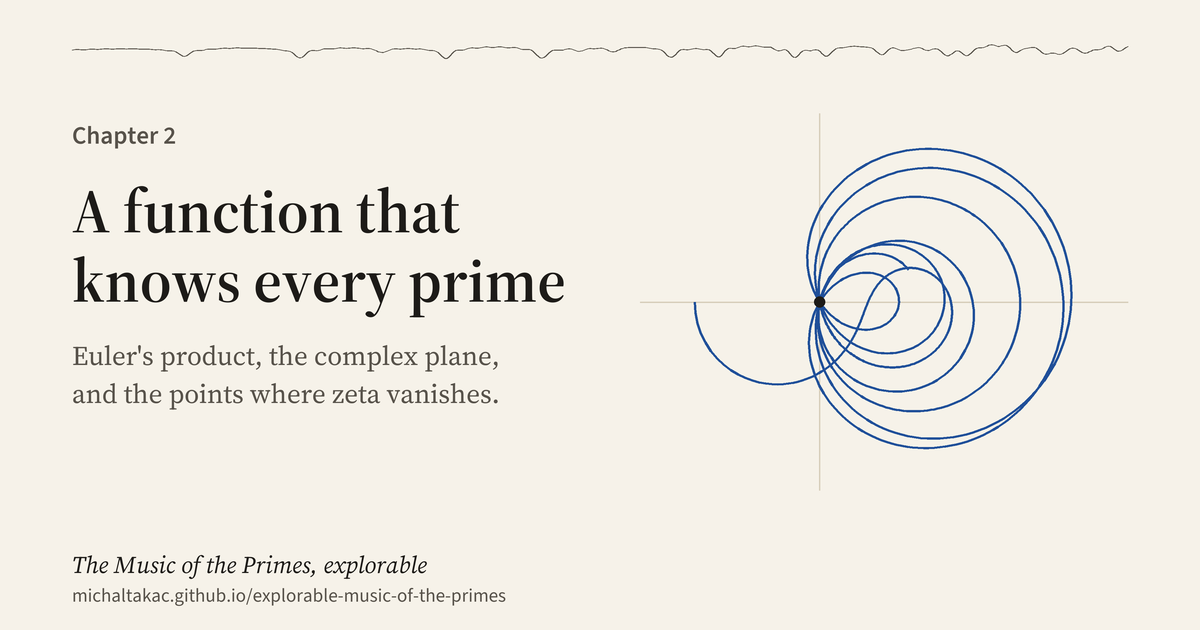 Chapter 2
A function that
knows every prime
Euler's product, the complex plane,
and the points where zeta vanishes.
The Music of the Primes, explorable
michaltakac.github.io/explorable-music-of-the-primes